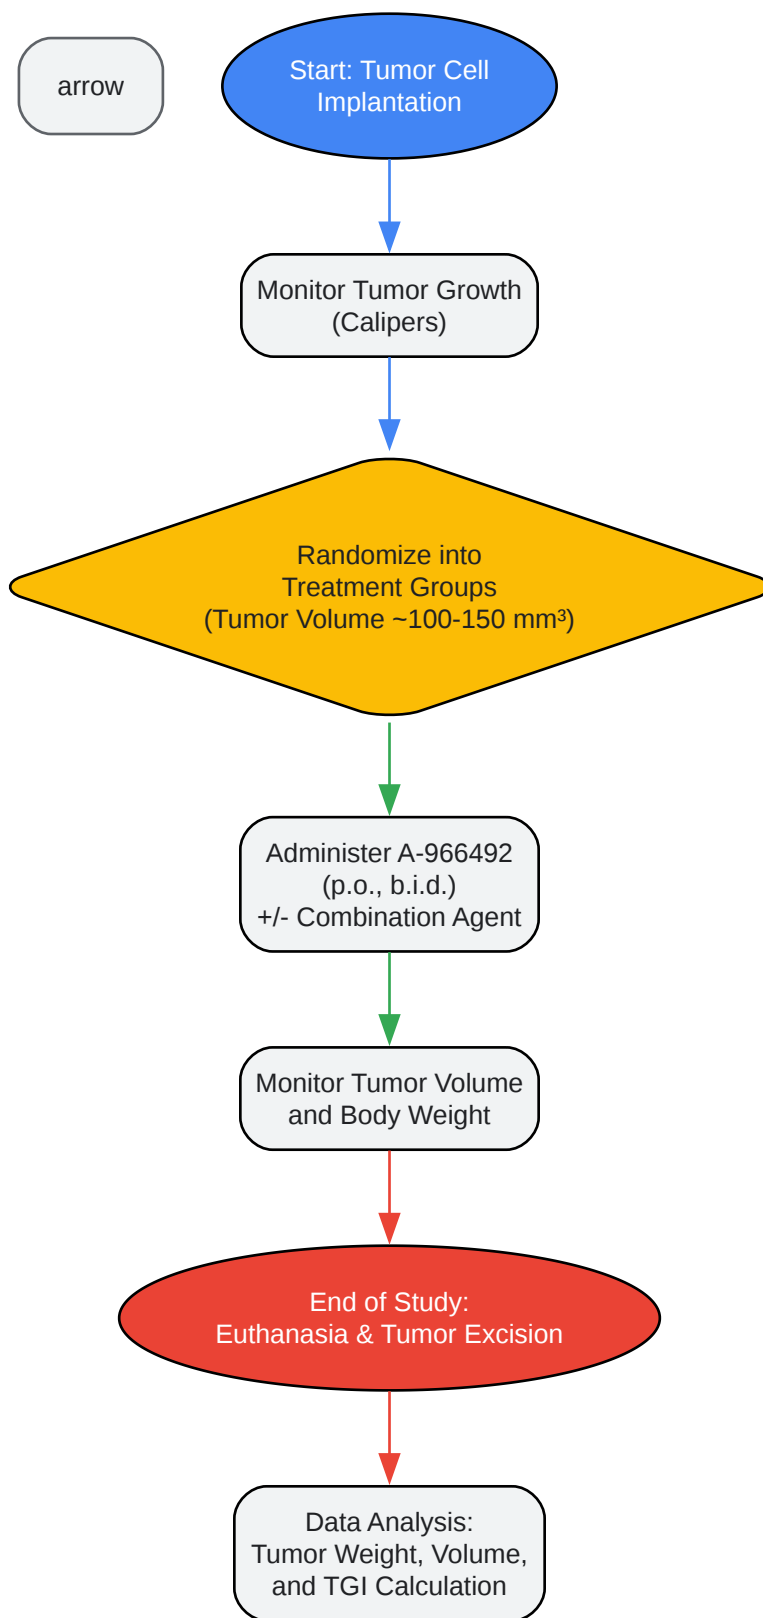 arrow
Start: Tumor Cell
Implantation
Monitor Tumor Growth
(Calipers)
Randomize into
Treatment Groups
(Tumor Volume ~100-150 mm³)
Administer A-966492
(p.o., b.i.d.)
+/- Combination Agent
Monitor Tumor Volume
and Body Weight
End of Study:
Euthanasia & Tumor Excision
Data Analysis:
Tumor Weight, Volume,
and TGI Calculation